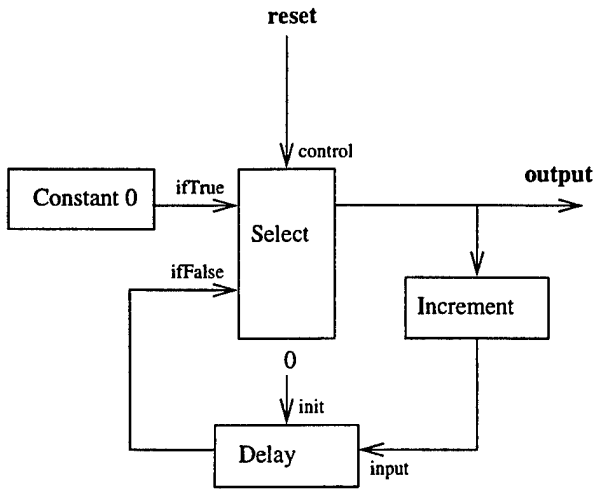 reset
control
Constant 0
ifTrue
output
Select
ifFalse
Increment
0
init
Delay
input